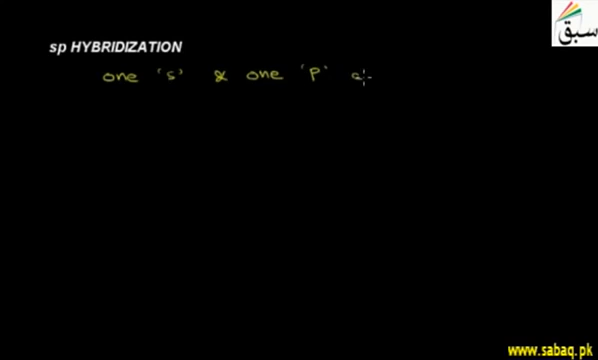 سبق
sp HYBRIDIZATION
one 's' & one 'p'
www.sabaq.pk